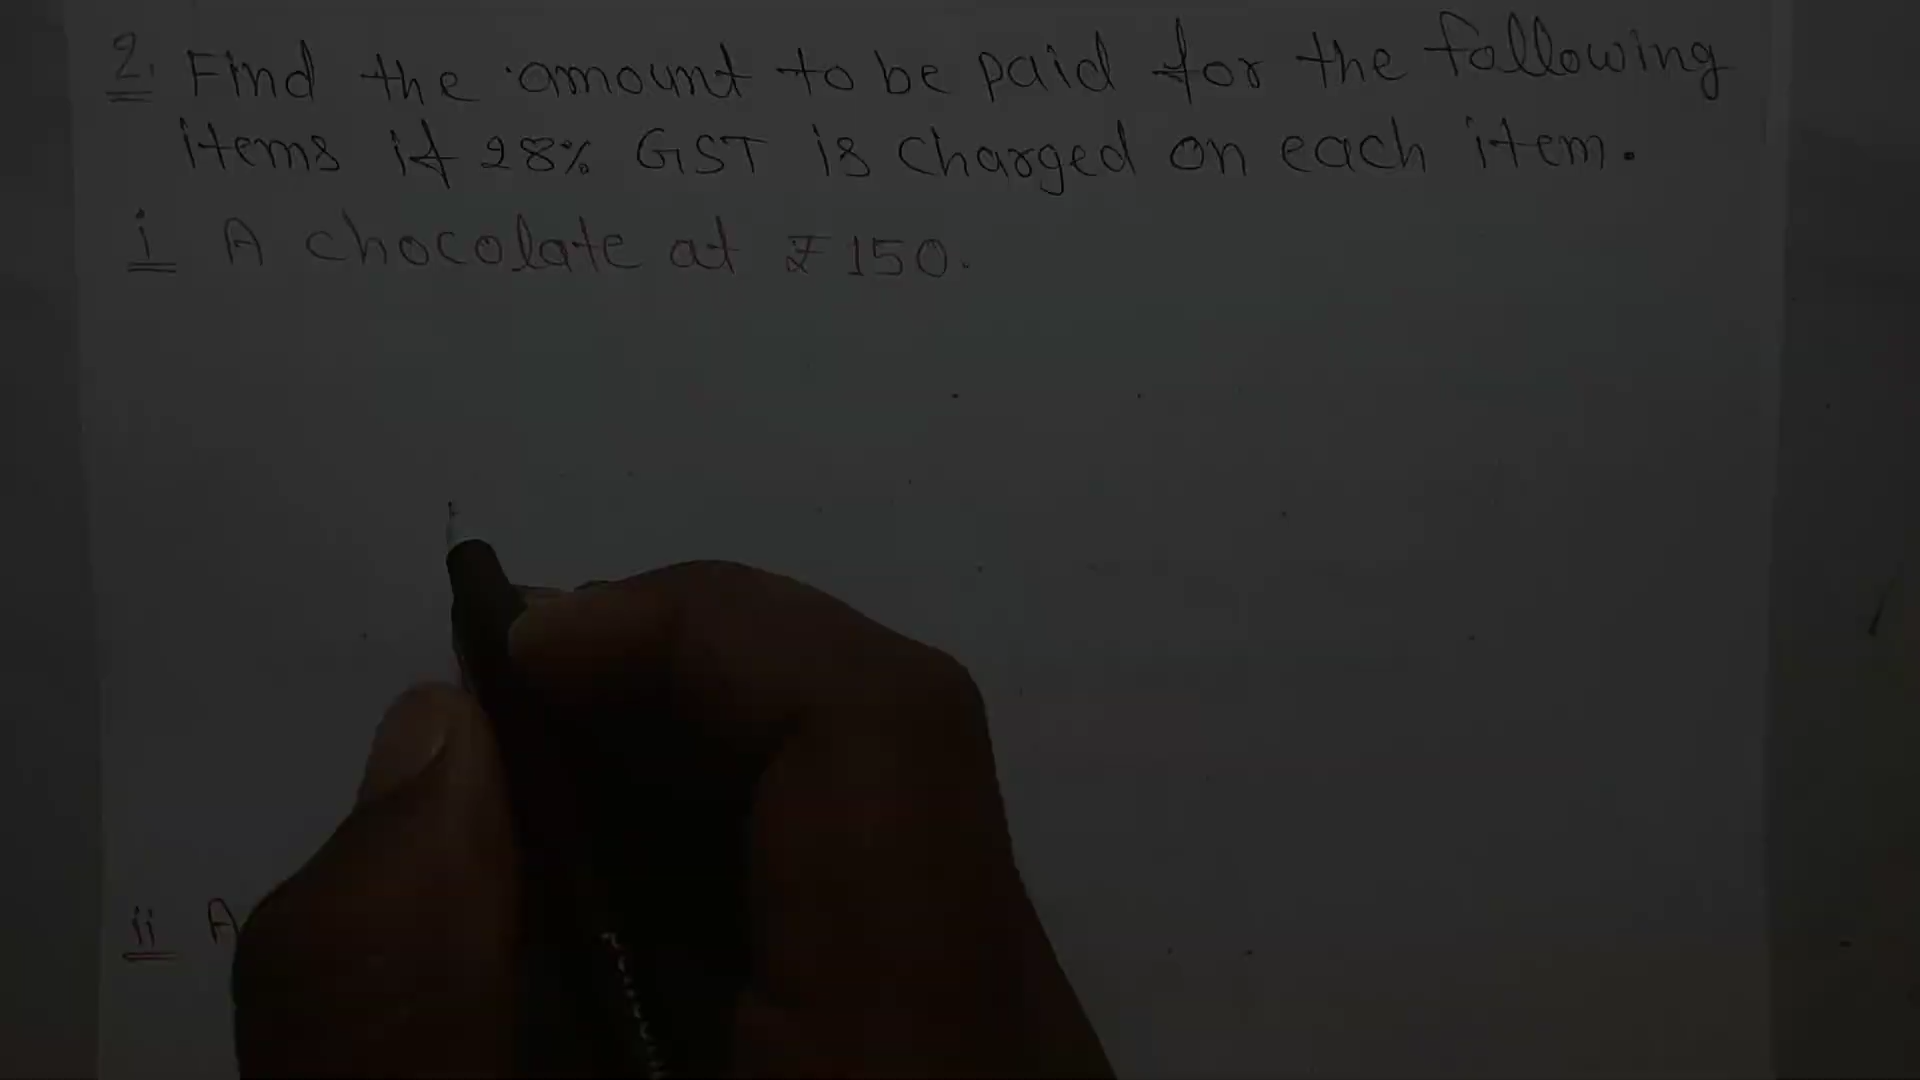 2. Find the amount to be paid for the following
items if 28% GST is charged on each item.
i A chocolate at ₹150.
ii A